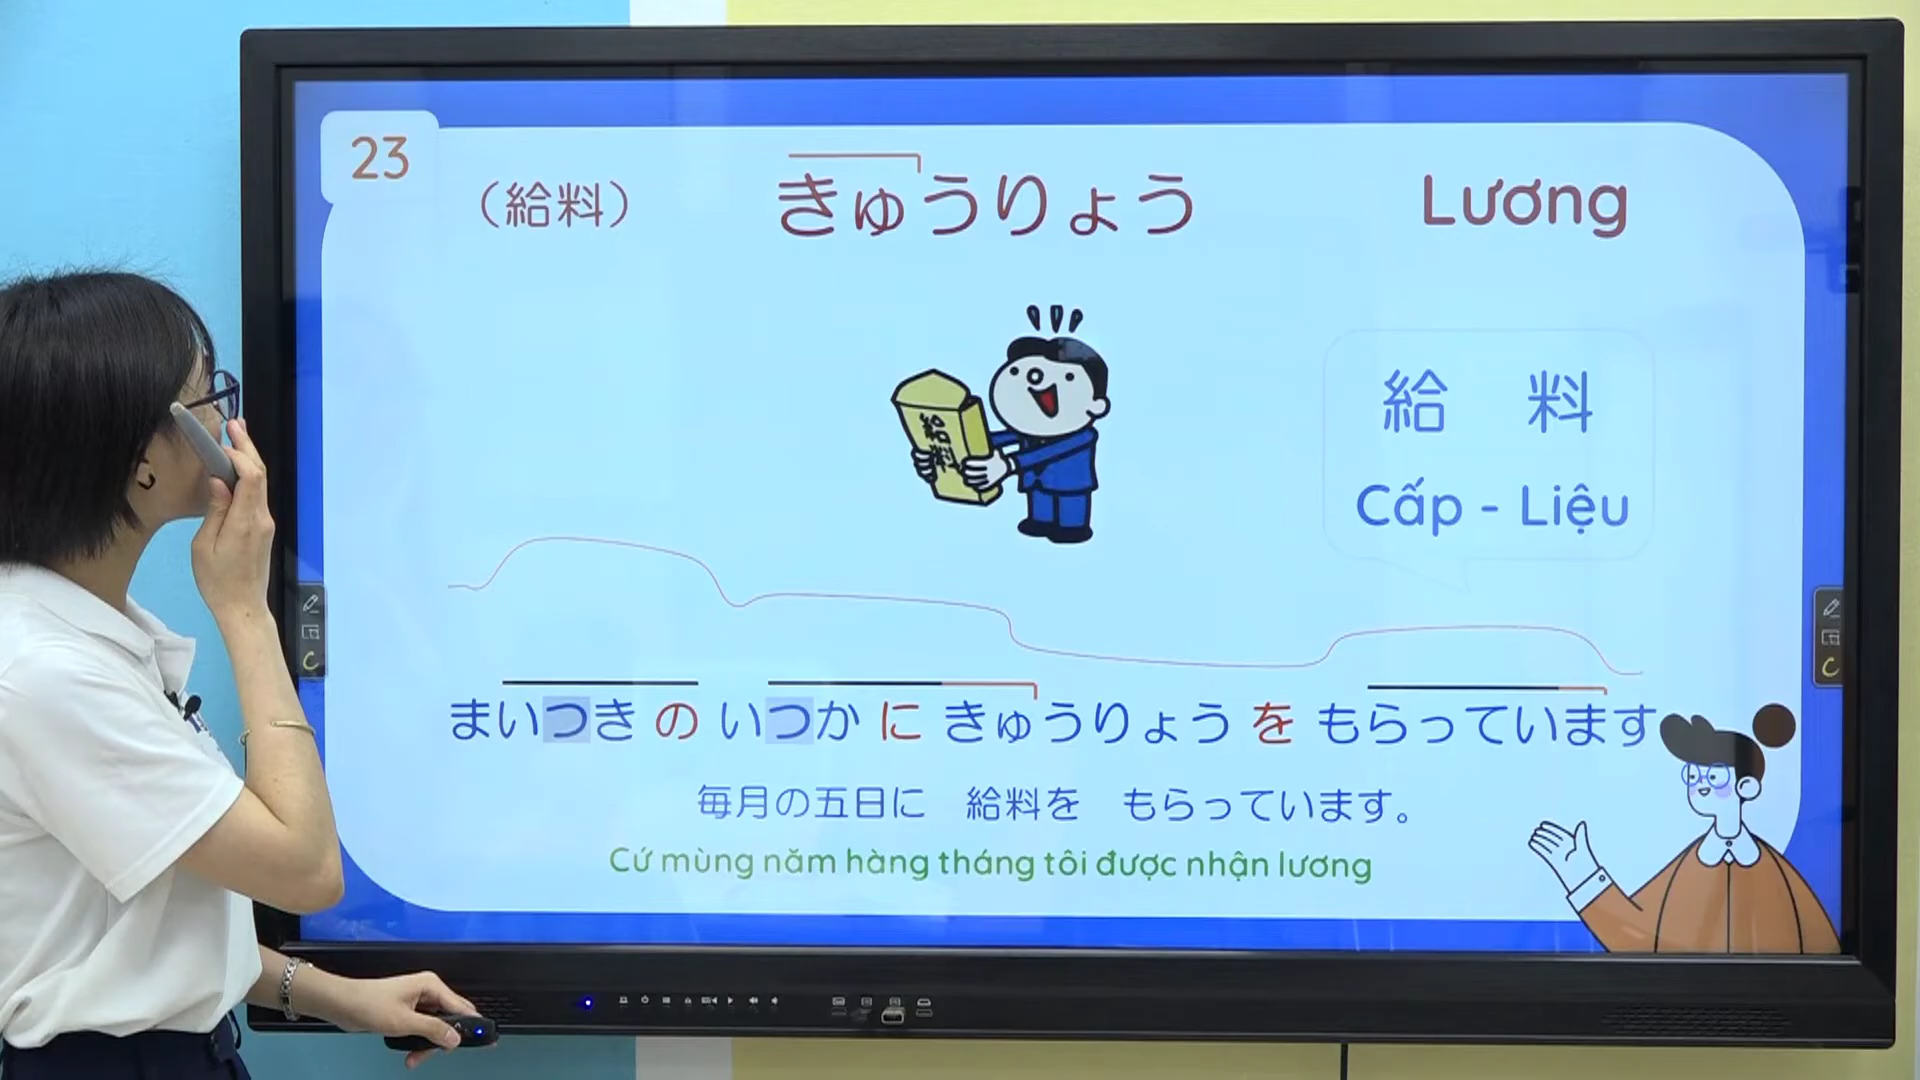 23
（給料） きゅうりょう Lương
給料
給 料
Cấp - Liệu
まいつき の いつか に きゅうりょう を もらっています
毎月の五日に 給料を もらっています。
Cứ mùng năm hàng tháng tôi được nhận lương